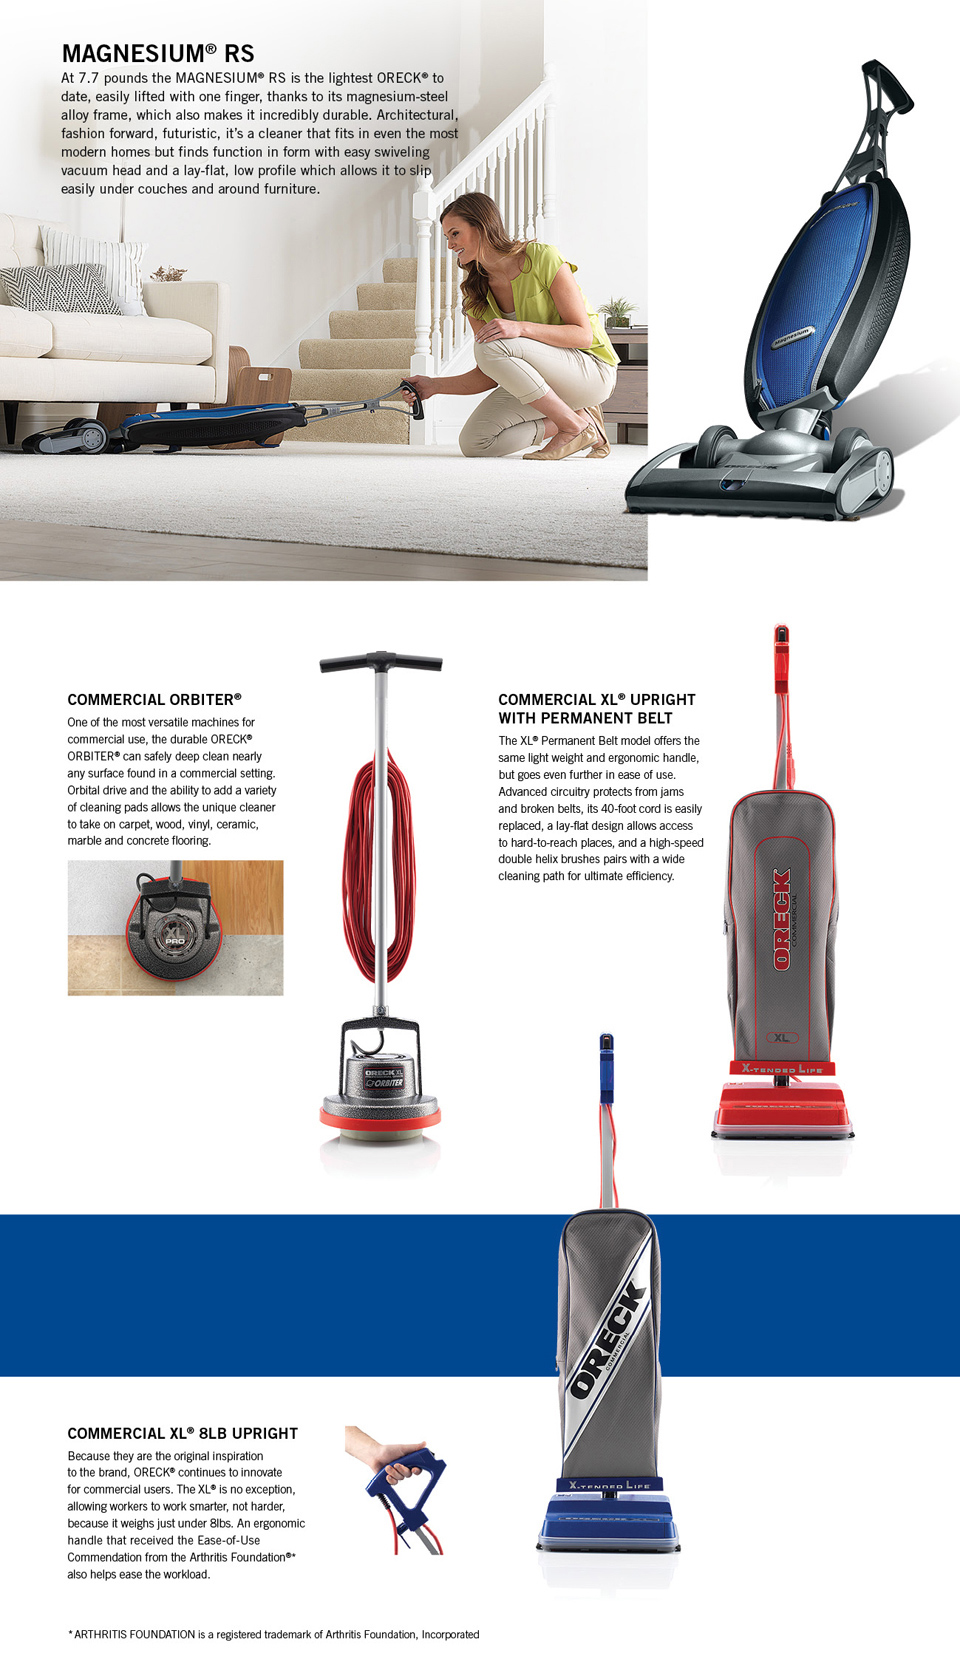 MAGNESIUM® RS
At 7.7 pounds the MAGNESIUM® RS is the lightest ORECK® to
date, easily lifted with one finger, thanks to its magnesium-steel
alloy frame, which also makes it incredibly durable. Architectural,
fashion forward, futuristic, it’s a cleaner that fits in even the most
modern homes but finds function in form with easy swiveling
vacuum head and a lay-flat, low profile which allows it to slip
easily under couches and around furniture.
Magnesium
ORECK
COMMERCIAL ORBITER®
One of the most versatile machines for
commercial use, the durable ORECK®
ORBITER® can safely deep clean nearly
any surface found in a commercial setting.
Orbital drive and the ability to add a variety
of cleaning pads allows the unique cleaner
to take on carpet, wood, vinyl, ceramic,
marble and concrete flooring.
XL
PRO
ORECK XL
ORBITER
COMMERCIAL XL® UPRIGHT
WITH PERMANENT BELT
The XL® Permanent Belt model offers the
same light weight and ergonomic handle,
but goes even further in ease of use.
Advanced circuitry protects from jams
and broken belts, its 40-foot cord is easily
replaced, a lay-flat design allows access
to hard-to-reach places, and a high-speed
double helix brushes pairs with a wide
cleaning path for ultimate efficiency.
ORECK
COMMERCIAL
XL
X-TENDED LIFE
ORECK
COMMERCIAL
X-TENDED LIFE
COMMERCIAL XL® 8LB UPRIGHT
Because they are the original inspiration
to the brand, ORECK® continues to innovate
for commercial users. The XL® is no exception,
allowing workers to work smarter, not harder,
because it weighs just under 8lbs. An ergonomic
handle that received the Ease-of-Use
Commendation from the Arthritis Foundation®*
also helps ease the workload.
* ARTHRITIS FOUNDATION is a registered trademark of Arthritis Foundation, Incorporated